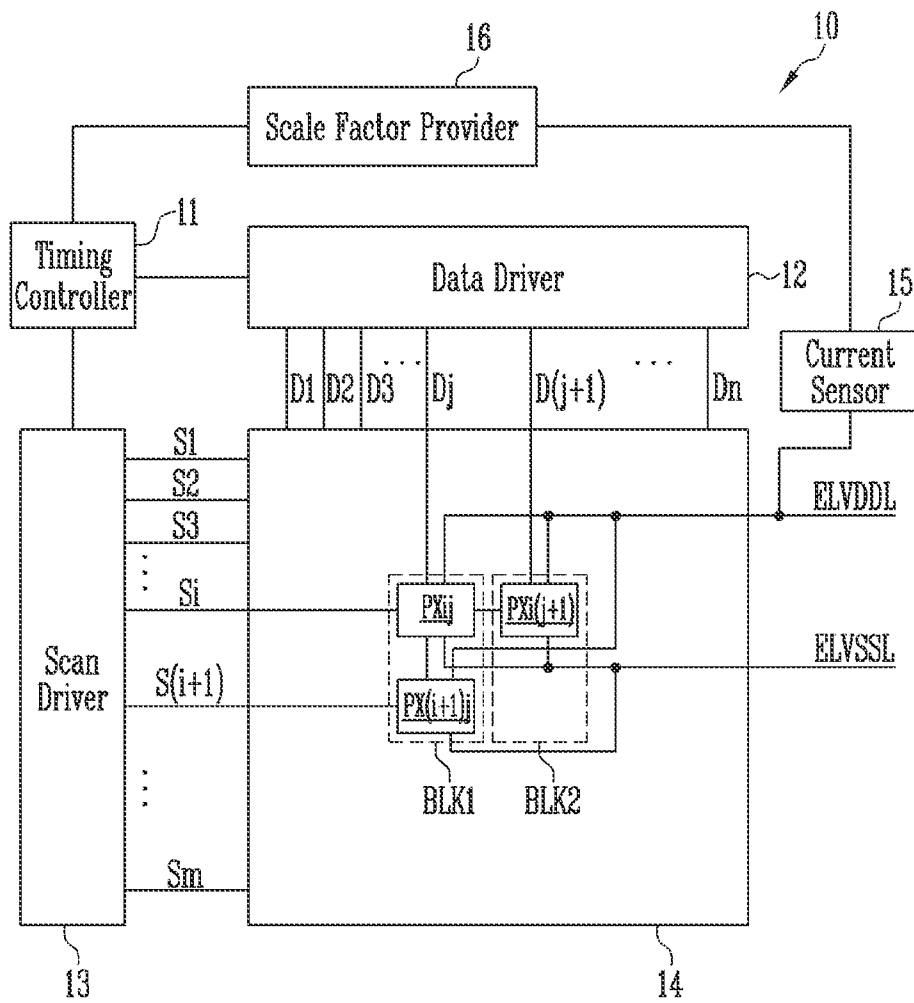 10
16
Scale Factor Provider
11
Timing
Controller
Data Driver
12
15
Current
Sensor
D1 D2 D3 ... Dj D(j+1) ... Dn
S1
S2
S3
...
Si
S(i+1)
...
Sm
Scan
Driver
ELVDDL
PXij
PXi(j+1)
ELVSSL
PX(i+1)j
BLK1
BLK2
13
14